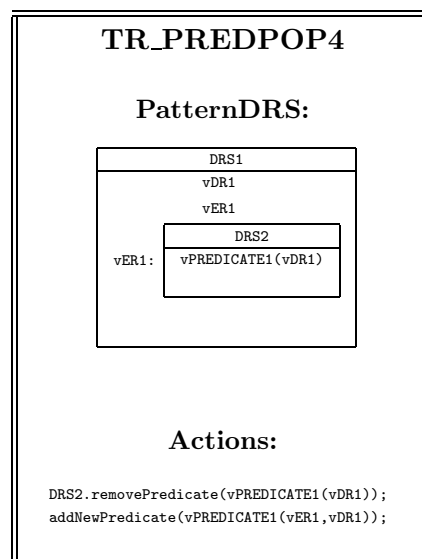 TR_PREDPOP4
PatternDRS:
DRS1
vDR1
vER1
DRS2
vER1: vPREDICATE1(vDR1)
Actions:
DRS2.removePredicate(vPREDICATE1(vDR1));
addNewPredicate(vPREDICATE1(vER1,vDR1));